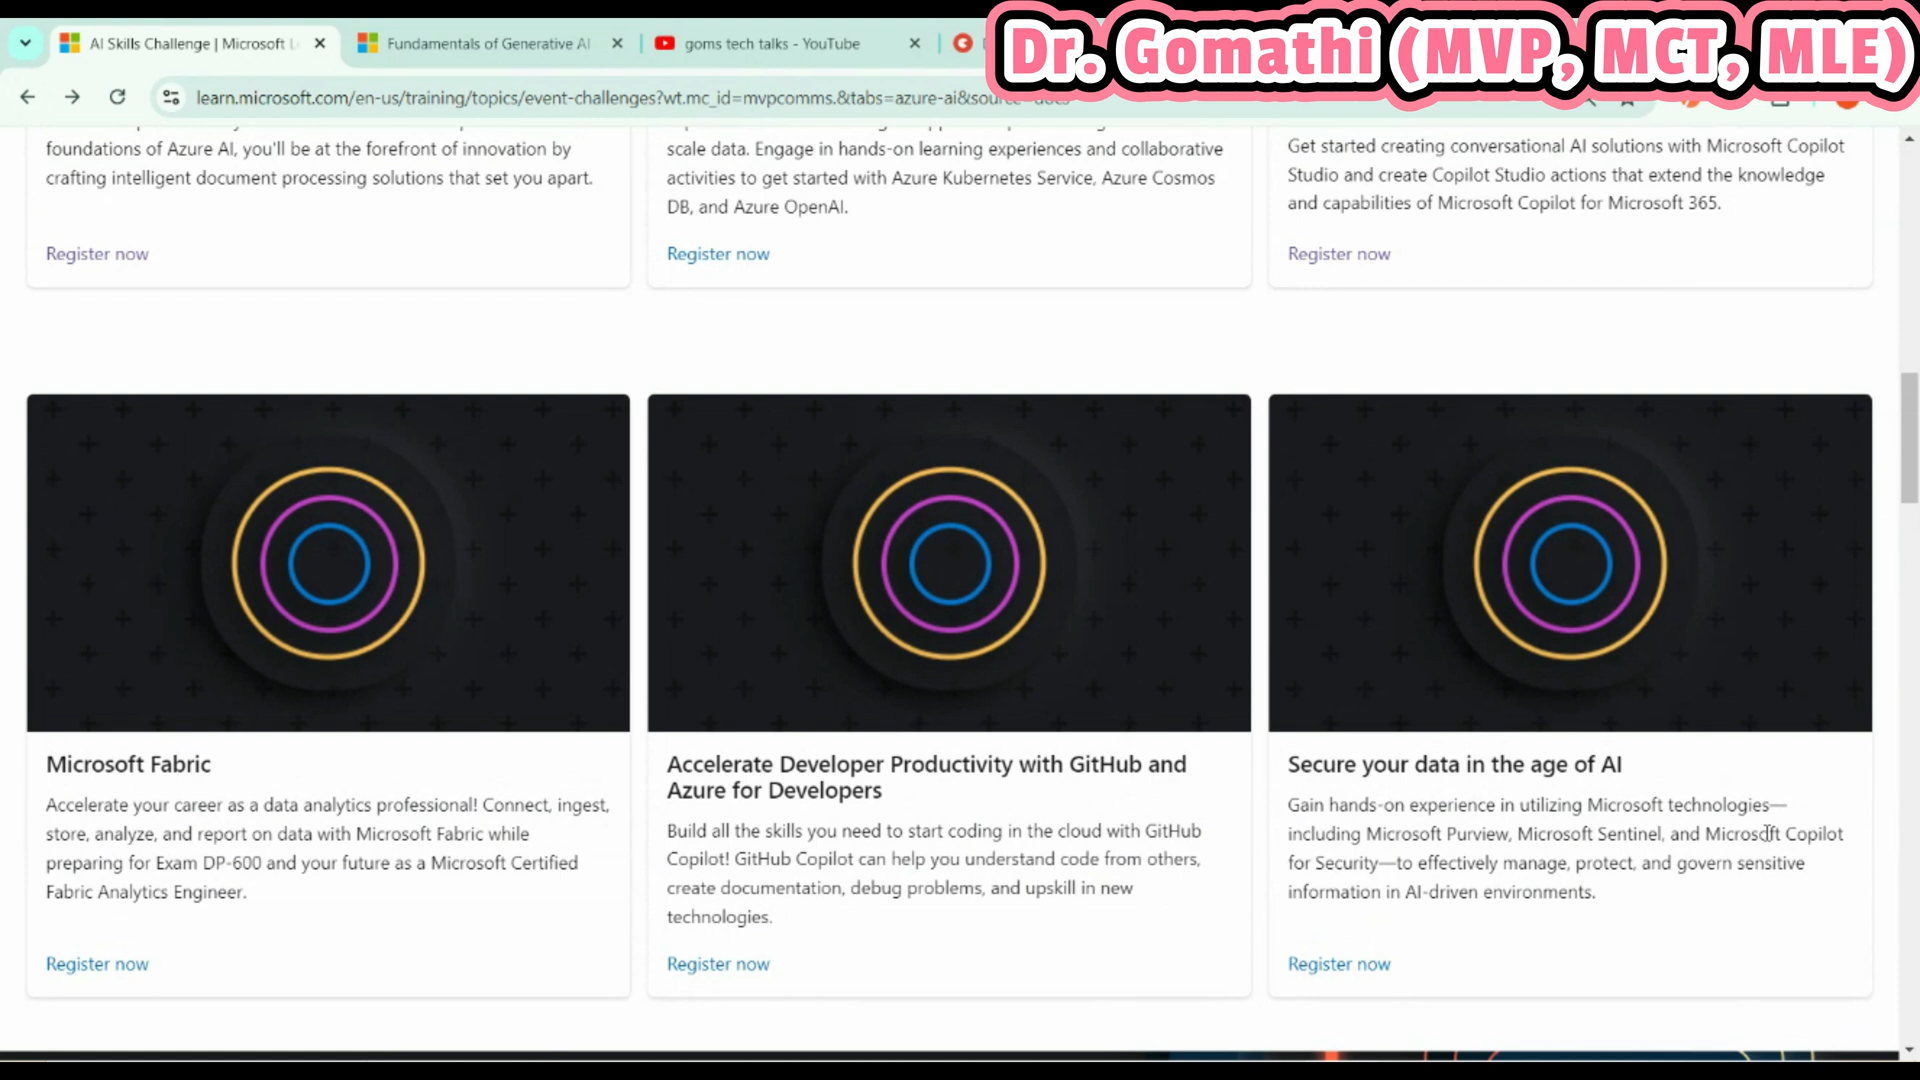 Dr. Gomathi (MVP, MCT, MLE)
AI Skills Challenge | Microsoft L
Fundamentals of Generative AI
goms tech talks - YouTube
learn.microsoft.com/en-us/training/topics/event-challenges?wt.mc_id=mvpcomms.&tabs=azure-ai&source=docs
foundations of Azure AI, you'll be at the forefront of innovation by
crafting intelligent document processing solutions that set you apart.
Register now
scale data. Engage in hands-on learning experiences and collaborative
activities to get started with Azure Kubernetes Service, Azure Cosmos
DB, and Azure OpenAI.
Register now
Get started creating conversational AI solutions with Microsoft Copilot
Studio and create Copilot Studio actions that extend the knowledge
and capabilities of Microsoft Copilot for Microsoft 365.
Register now
Microsoft Fabric
Accelerate your career as a data analytics professional! Connect, ingest,
store, analyze, and report on data with Microsoft Fabric while
preparing for Exam DP-600 and your future as a Microsoft Certified
Fabric Analytics Engineer.
Register now
Accelerate Developer Productivity with GitHub and
Azure for Developers
Build all the skills you need to start coding in the cloud with GitHub
Copilot! GitHub Copilot can help you understand code from others,
create documentation, debug problems, and upskill in new
technologies.
Register now
Secure your data in the age of AI
Gain hands-on experience in utilizing Microsoft technologies—
including Microsoft Purview, Microsoft Sentinel, and Microsoft Copilot
for Security—to effectively manage, protect, and govern sensitive
information in AI-driven environments.
Register now